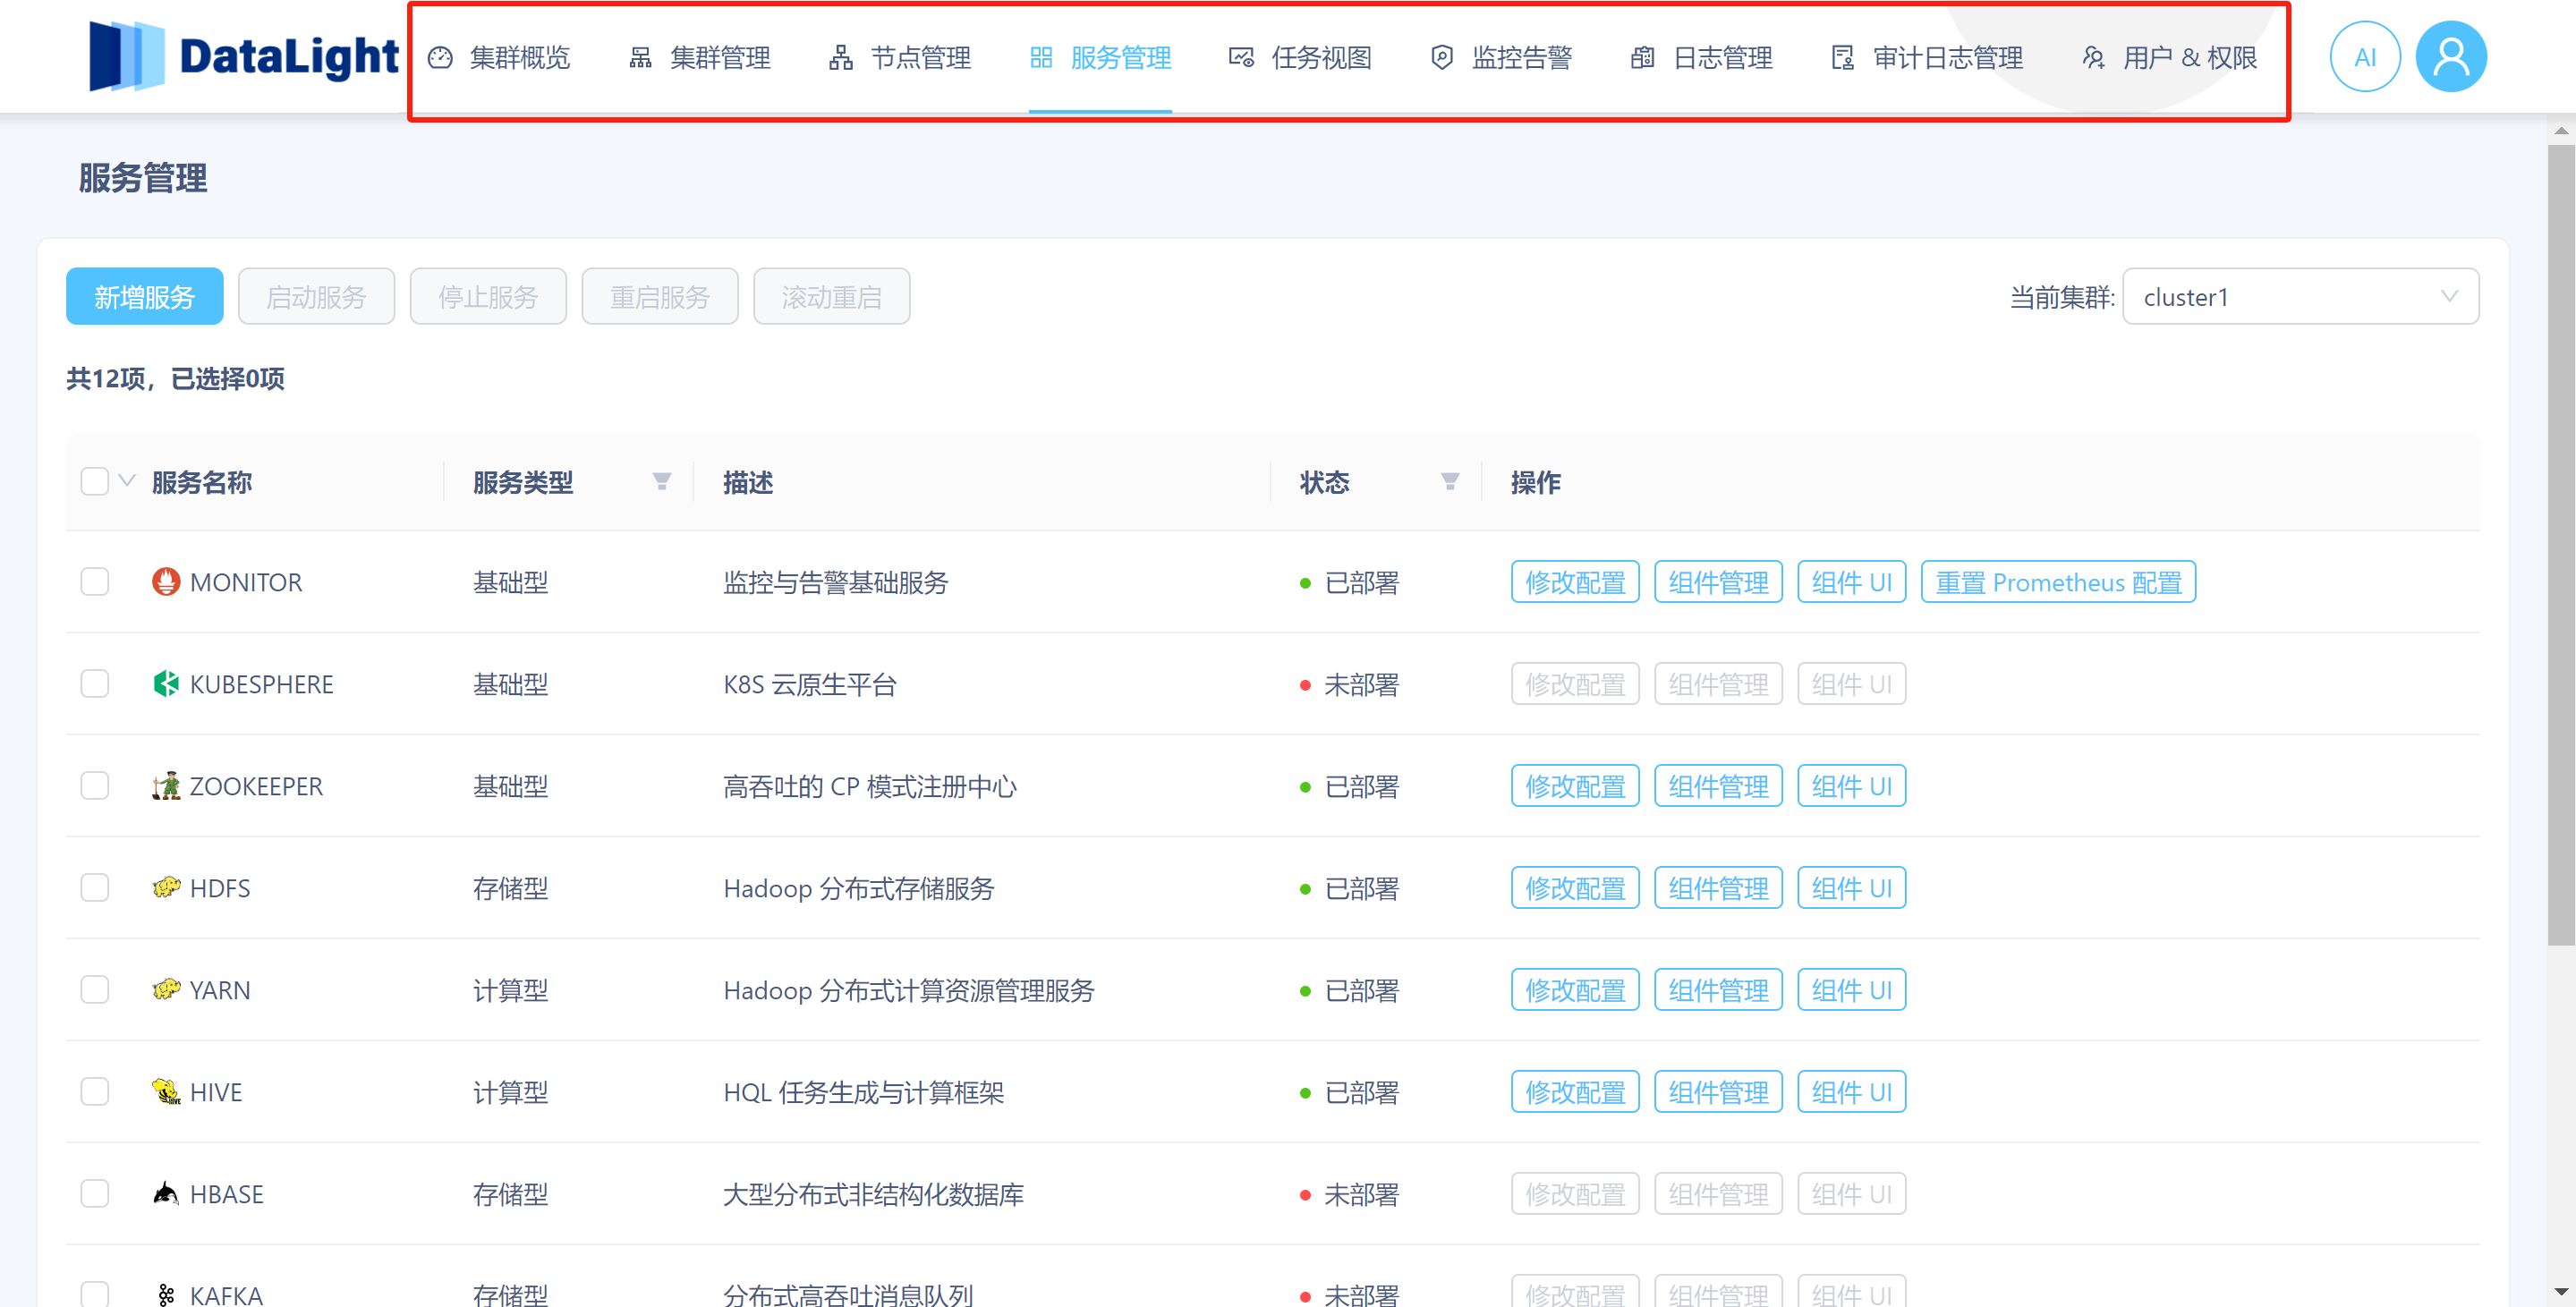 DataLight 集群概览 集群管理 节点管理 服务管理 任务视图 监控告警 日志管理 审计日志管理 用户 & 权限 AI
服务管理
新增服务 启动服务 停止服务 重启服务 滚动重启 当前集群: cluster1
共12项，已选择0项
服务名称 服务类型 描述 状态 操作
MONITOR 基础型 监控与告警基础服务 已部署 修改配置 组件管理 组件 UI 重置 Prometheus 配置
KUBESPHERE 基础型 K8S 云原生平台 未部署 修改配置 组件管理 组件 UI
ZOOKEEPER 基础型 高吞吐的 CP 模式注册中心 已部署 修改配置 组件管理 组件 UI
HDFS 存储型 Hadoop 分布式存储服务 已部署 修改配置 组件管理 组件 UI
YARN 计算型 Hadoop 分布式计算资源管理服务 已部署 修改配置 组件管理 组件 UI
HIVE 计算型 HQL 任务生成与计算框架 已部署 修改配置 组件管理 组件 UI
HBASE 存储型 大型分布式非结构化数据库 未部署 修改配置 组件管理 组件 UI
KAFKA 存储型 分布式高吞吐消息队列 未部署 修改配置 组件管理 组件 UI